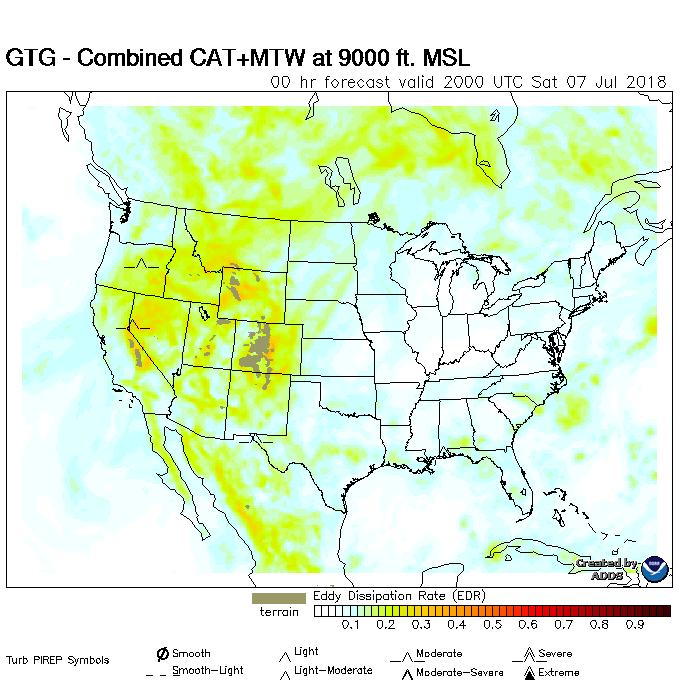 GTG - Combined CAT+MTW at 9000 ft. MSL
00 hr forecast valid 2000 UTC Sat 07 Jul 2018
Created by
ADDS
Eddy Dissipation Rate (EDR)
terrain
0.1 0.2 0.3 0.4 0.5 0.6 0.7 0.8 0.9
Turb PIREP Symbols
Smooth Light Moderate Severe
Smooth-Light Light-Moderate Moderate-Severe Extreme